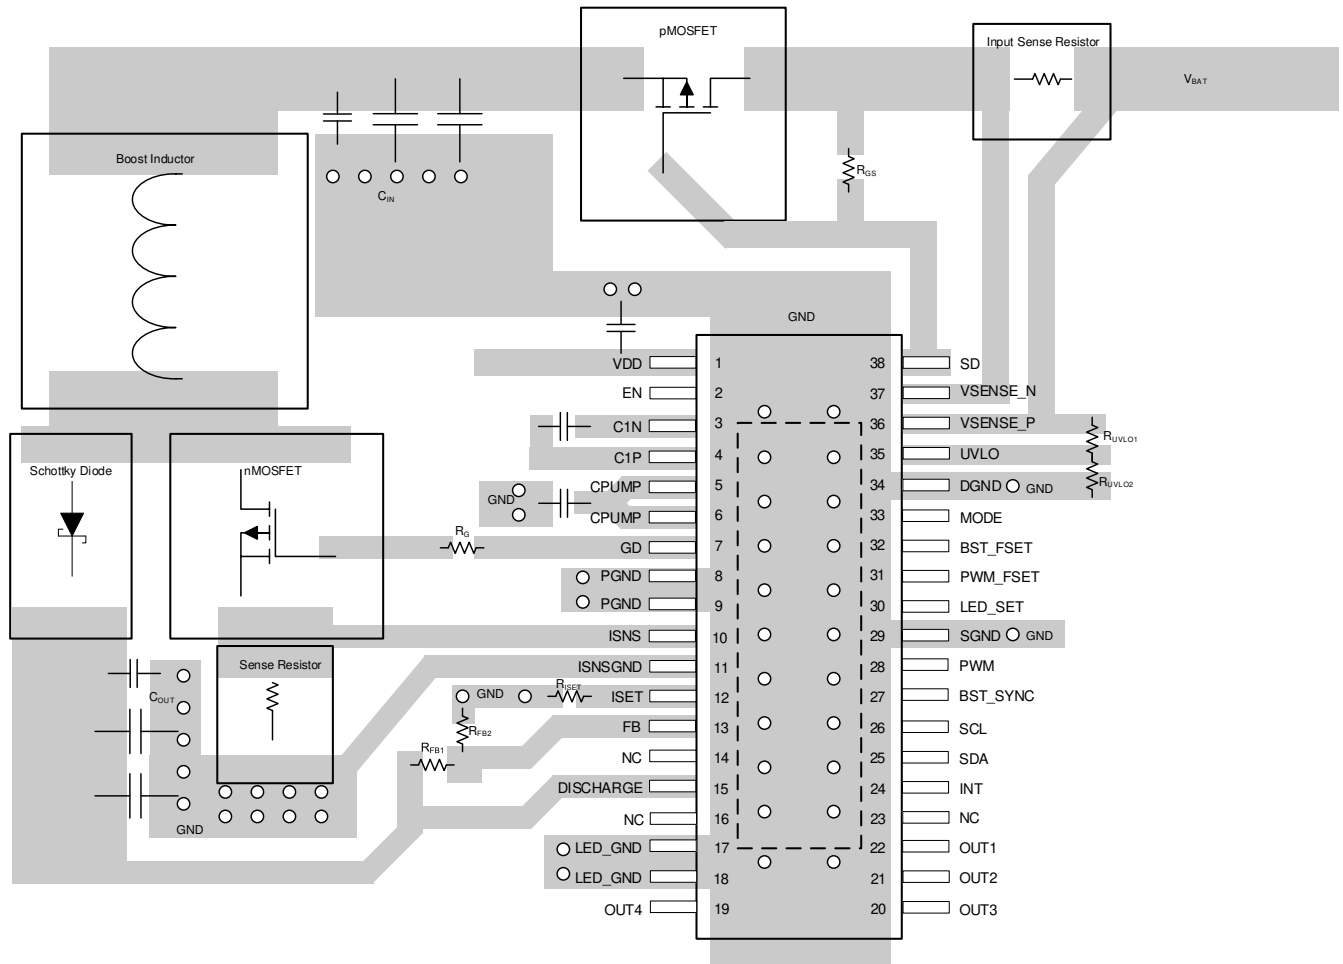 pMOSFET
Input Sense Resistor
VBAT
Boost Inductor
RGS
CIN
GND
VDD 1 38 SD
EN 2 37 VSENSE_N
C1N 3 36 VSENSE_P
RUVLO1
C1P 4 35 UVLO
Schottky Diode
nMOSFET
CPUMP 5 34 DGND GND
RUVLO2
GND
CPUMP 6 33 MODE
RG
GD 7 32 BST_FSET
PGND 8 31 PWM_FSET
PGND 9 30 LED_SET
ISNS 10 29 SGND GND
Sense Resistor
ISNSGND 11 28 PWM
COUT
GND RISET ISET 12 27 BST_SYNC
RFB2
FB 13 26 SCL
RFB1
NC 14 25 SDA
DISCHARGE 15 24 INT
NC 16 23 NC
GND
LED_GND 17 22 OUT1
LED_GND 18 21 OUT2
OUT4 19 20 OUT3